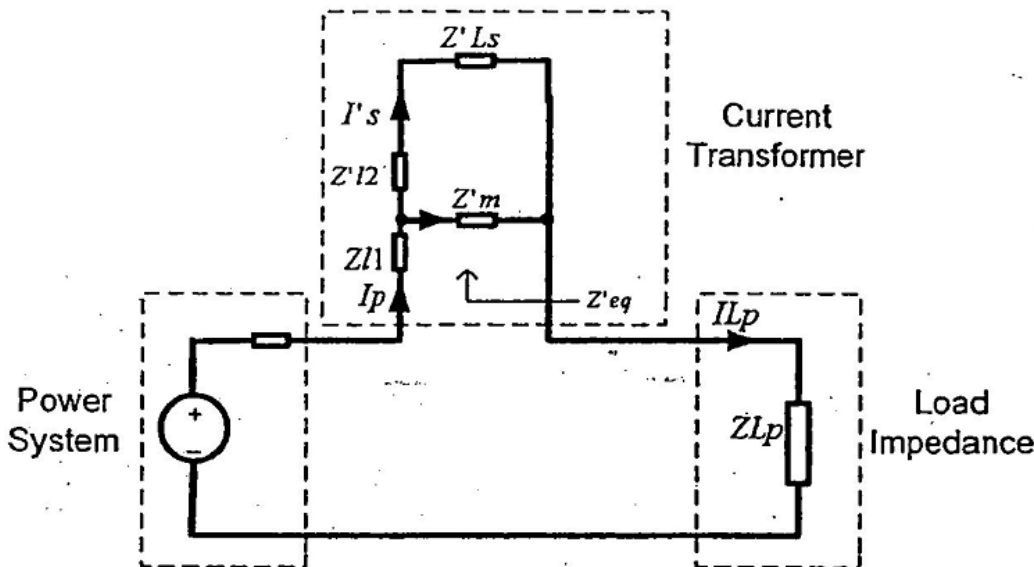 Z'Ls
I's
Current
Transformer
Z'l2
Z'm
Zl1
Ip
Z'eq
ILp
+
Power
System
–
ZLp
Load
Impedance